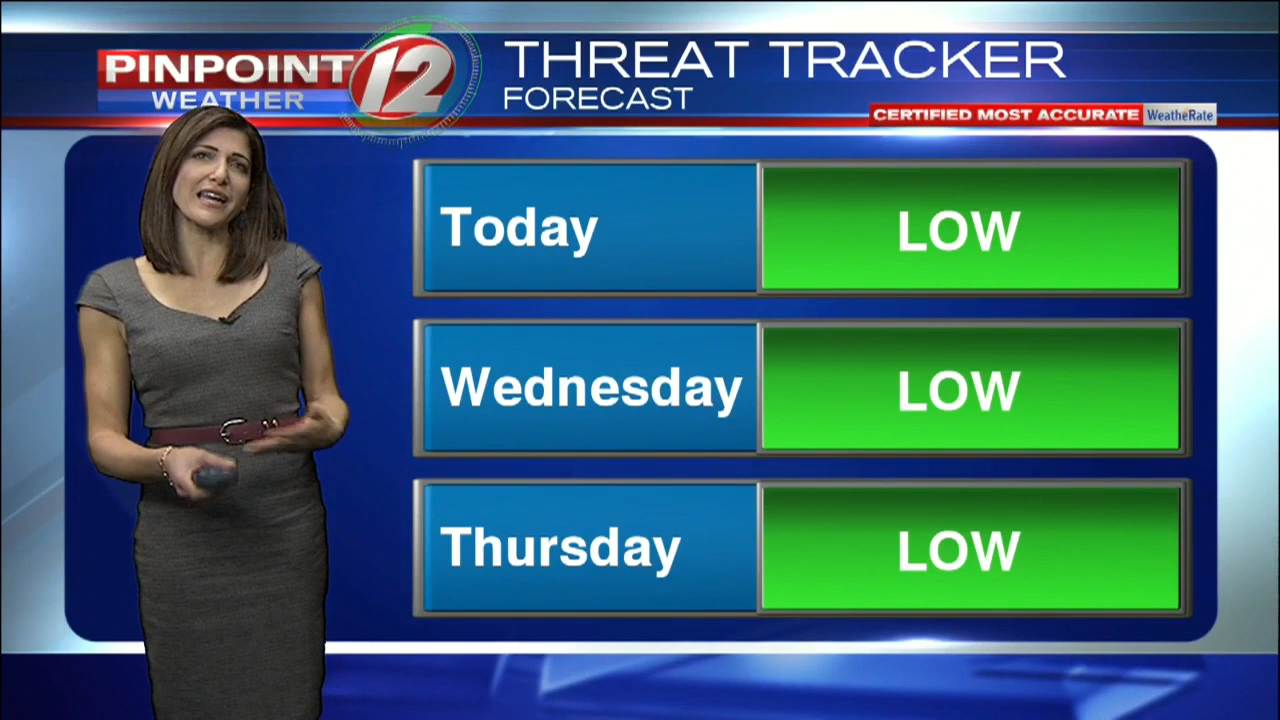 PINPOINT 12
WEATHER
THREAT TRACKER
FORECAST
CERTIFIED MOST ACCURATE WeatheRate
Today LOW
Wednesday LOW
Thursday LOW